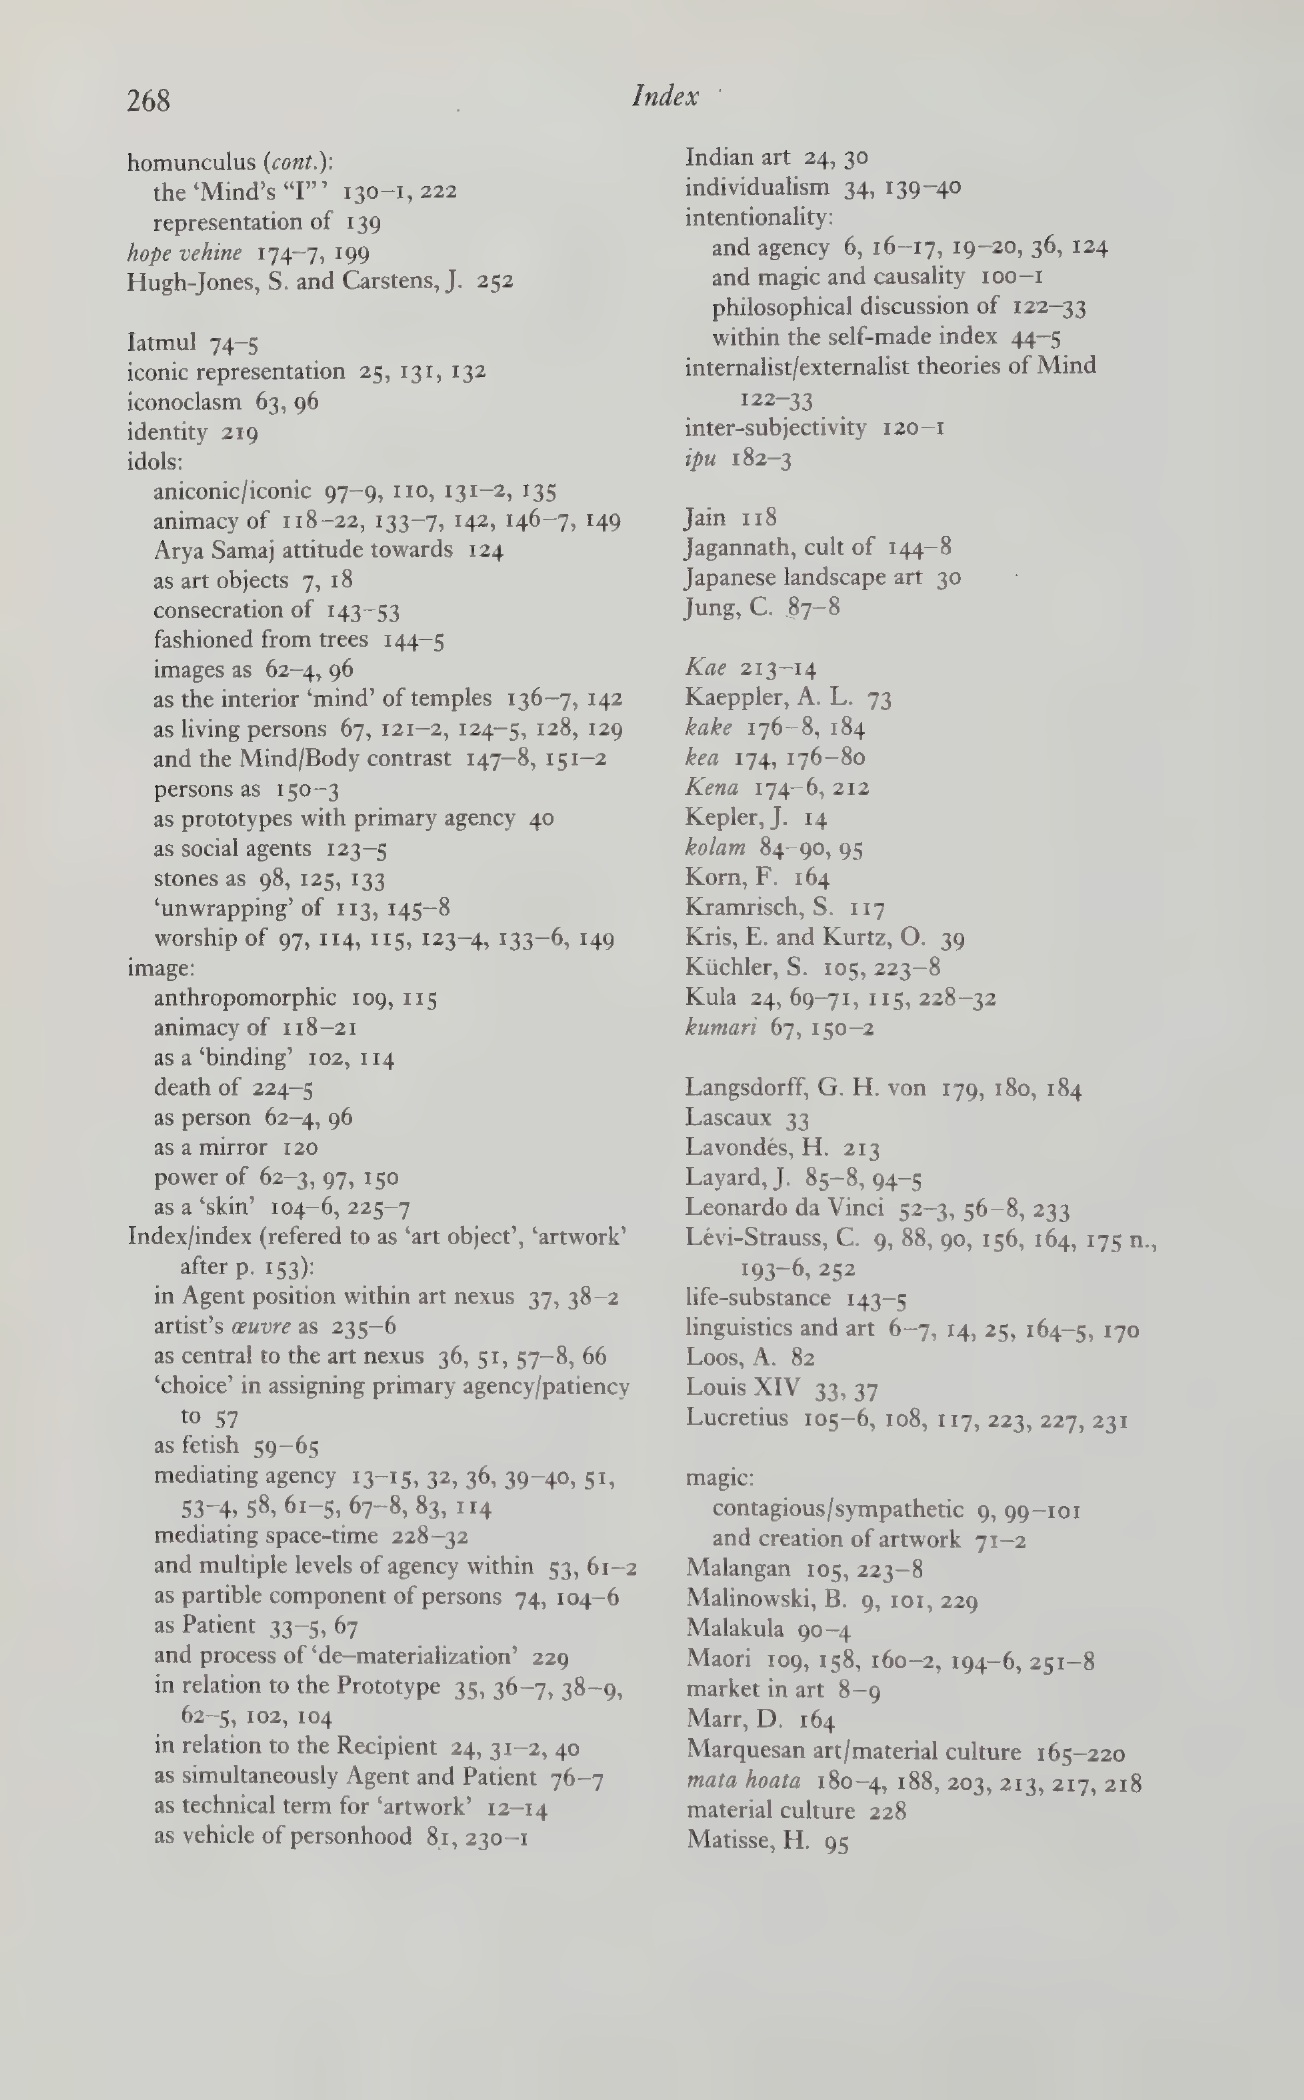 268
Index
homunculus (cont.):
the ‘Mind’s “I”’ 130–1, 222
representation of 139
hope vehine 174–7, 199
Hugh-Jones, S. and Carstens, J. 252
Iatmul 74–5
iconic representation 25, 131, 132
iconoclasm 63, 96
identity 219
idols:
aniconic/iconic 97–9, 110, 131–2, 135
animacy of 118–22, 133–7, 142, 146–7, 149
Arya Samaj attitude towards 124
as art objects 7, 18
consecration of 143–53
fashioned from trees 144–5
images as 62–4, 96
as the interior ‘mind’ of temples 136–7, 142
as living persons 67, 121–2, 124–5, 128, 129
and the Mind/Body contrast 147–8, 151–2
persons as 150–3
as prototypes with primary agency 40
as social agents 123–5
stones as 98, 125, 133
‘unwrapping’ of 113, 145–8
worship of 97, 114, 115, 123–4, 133–6, 149
image:
anthropomorphic 109, 115
animacy of 118–21
as a ‘binding’ 102, 114
death of 224–5
as person 62–4, 96
as a mirror 120
power of 62–3, 97, 150
as a ‘skin’ 104–6, 225–7
Index/index (refered to as ‘art object’, ‘artwork’
after p. 153):
in Agent position within art nexus 37, 38–2
artist’s œuvre as 235–6
as central to the art nexus 36, 51, 57–8, 66
‘choice’ in assigning primary agency/patiency
to 57
as fetish 59–65
mediating agency 13–15, 32, 36, 39–40, 51,
53–4, 58, 61–5, 67–8, 83, 114
mediating space-time 228–32
and multiple levels of agency within 53, 61–2
as partible component of persons 74, 104–6
as Patient 33–5, 67
and process of ‘de–materialization’ 229
in relation to the Prototype 35, 36–7, 38–9,
62–5, 102, 104
in relation to the Recipient 24, 31–2, 40
as simultaneously Agent and Patient 76–7
as technical term for ‘artwork’ 12–14
as vehicle of personhood 81, 230–1
Indian art 24, 30
individualism 34, 139–40
intentionality:
and agency 6, 16–17, 19–20, 36, 124
and magic and causality 100–1
philosophical discussion of 122–33
within the self-made index 44–5
internalist/externalist theories of Mind
122–33
inter-subjectivity 120–1
ipu 182–3
Jain 118
Jagannath, cult of 144–8
Japanese landscape art 30
Jung, C. 87–8
Kae 213–14
Kaeppler, A. L. 73
kake 176–8, 184
kea 174, 176–80
Kena 174–6, 212
Kepler, J. 14
kolam 84–90, 95
Korn, F. 164
Kramrisch, S. 117
Kris, E. and Kurtz, O. 39
Küchler, S. 105, 223–8
Kula 24, 69–71, 115, 228–32
kumari 67, 150–2
Langsdorff, G. H. von 179, 180, 184
Lascaux 33
Lavondés, H. 213
Layard, J. 85–8, 94–5
Leonardo da Vinci 52–3, 56–8, 233
Lévi-Strauss, C. 9, 88, 90, 156, 164, 175 n.,
193–6, 252
life-substance 143–5
linguistics and art 6–7, 14, 25, 164–5, 170
Loos, A. 82
Louis XIV 33, 37
Lucretius 105–6, 108, 117, 223, 227, 231
magic:
contagious/sympathetic 9, 99–101
and creation of artwork 71–2
Malangan 105, 223–8
Malinowski, B. 9, 101, 229
Malakula 90–4
Maori 109, 158, 160–2, 194–6, 251–8
market in art 8–9
Marr, D. 164
Marquesan art/material culture 165–220
mata hoata 180–4, 188, 203, 213, 217, 218
material culture 228
Matisse, H. 95